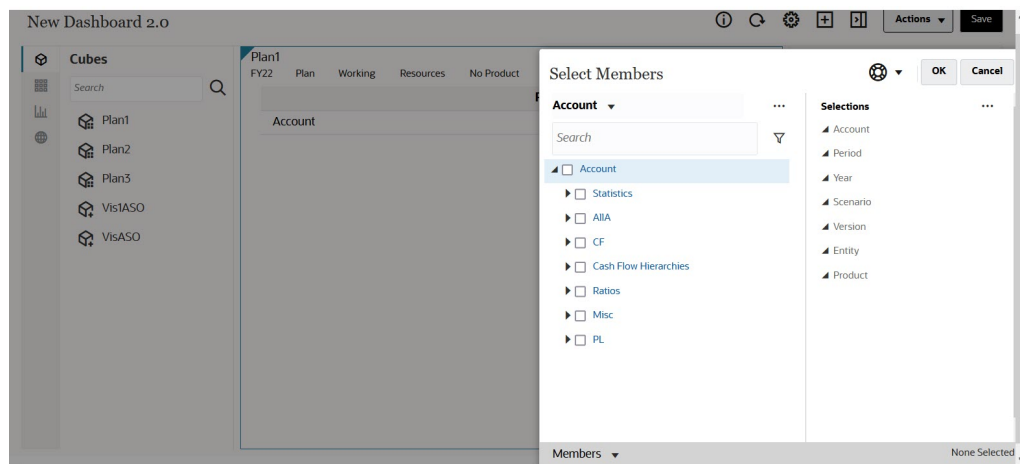 New Dashboard 2.0
Actions
Save
Cubes
Search
Plan1
Plan2
Plan3
Vis1ASO
VisASO
Plan1
FY22 Plan Working Resources No Product
Account
Select Members
OK
Cancel
Account
Search
Account
Statistics
AllA
CF
Cash Flow Hierarchies
Ratios
Misc
PL
Selections
Account
Period
Year
Scenario
Version
Entity
Product
Members
None Selected